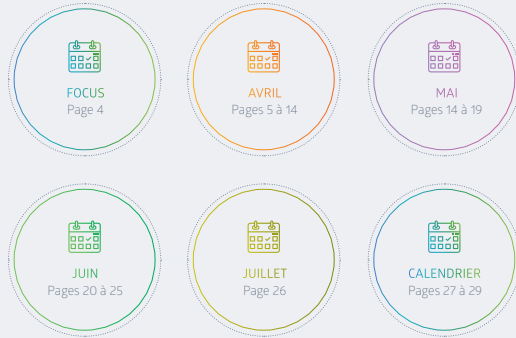 FOCUS
Page 4
AVRIL
Pages 5 à 14
MAI
Pages 14 à 19
JUIN
Pages 20 à 25
JUILLET
Page 26
CALENDRIER
Pages 27 à 29